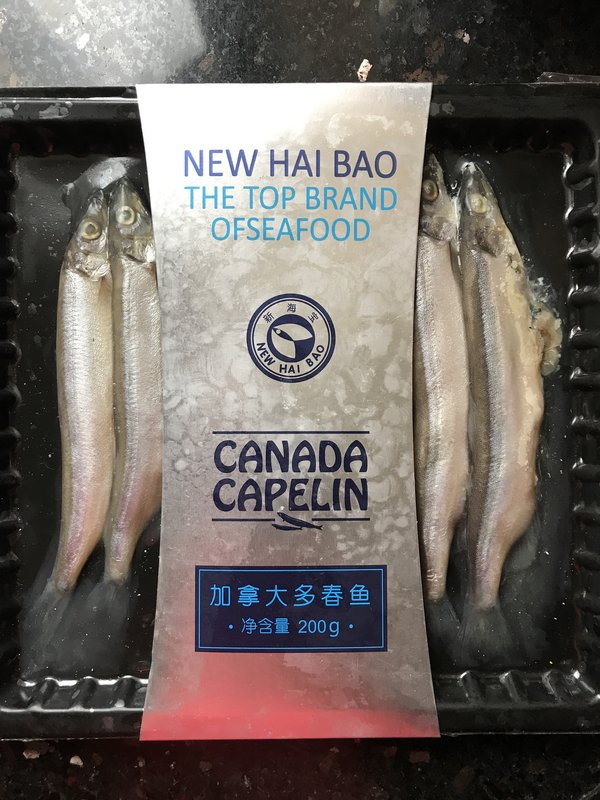 NEW HAI BAO
THE TOP BRAND
OFSEAFOOD
新海宝
NEW HAI BAO
CANADA
CAPELIN
加拿大多春鱼
·净含量 200g·